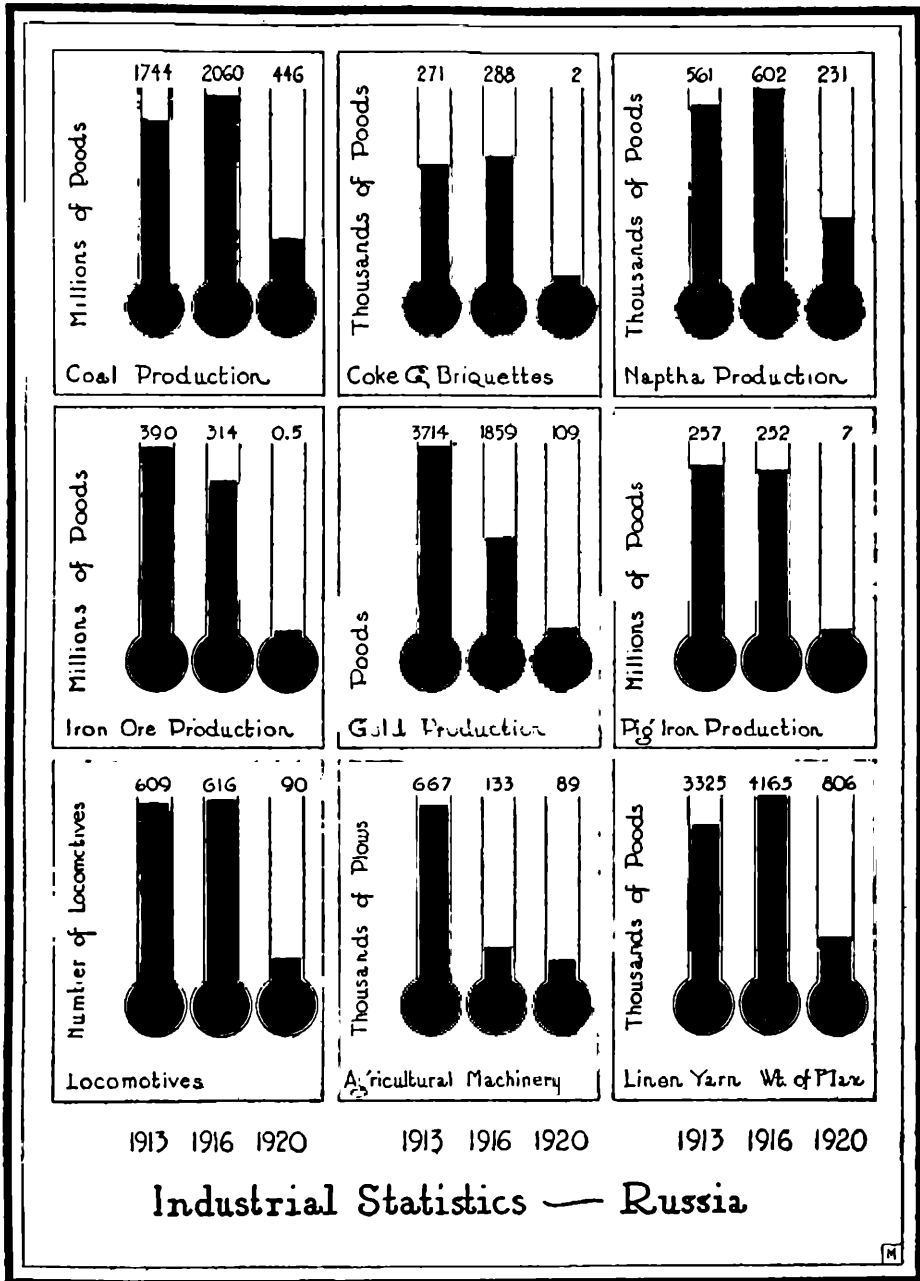 1744 2060 446
Millions of Poods
Coal Production
271 288 2
Thousands of Poods
Coke & Briquettes
561 602 231
Thousands of Poods
Naptha Production
390 314 0.5
Millions of Poods
Iron Ore Production
3714 1859 109
Poods
Gold Production
257 252 7
Millions of Poods
Pig Iron Production
609 616 90
Number of Locomotives
Locomotives
667 133 89
Thousands of Plows
Agricultural Machinery
3325 4165 806
Thousands of Poods
Linen Yarn Wt. of Flax
1913 1916 1920 1913 1916 1920 1913 1916 1920
Industrial Statistics — Russia
M